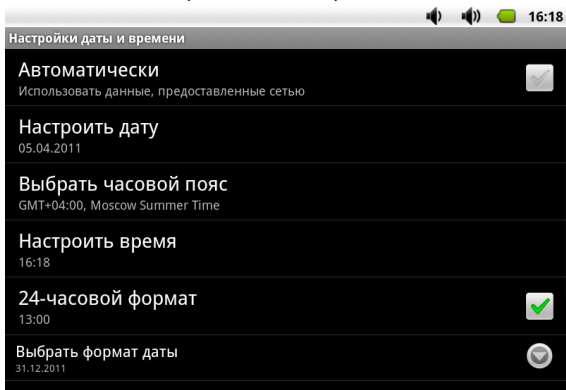 16:18
Настройки даты и времени
Автоматически
Использовать данные, предоставленные сетью
Настроить дату
05.04.2011
Выбрать часовой пояс
GMT+04:00, Moscow Summer Time
Настроить время
16:18
24-часовой формат
13:00
Выбрать формат даты
31.12.2011